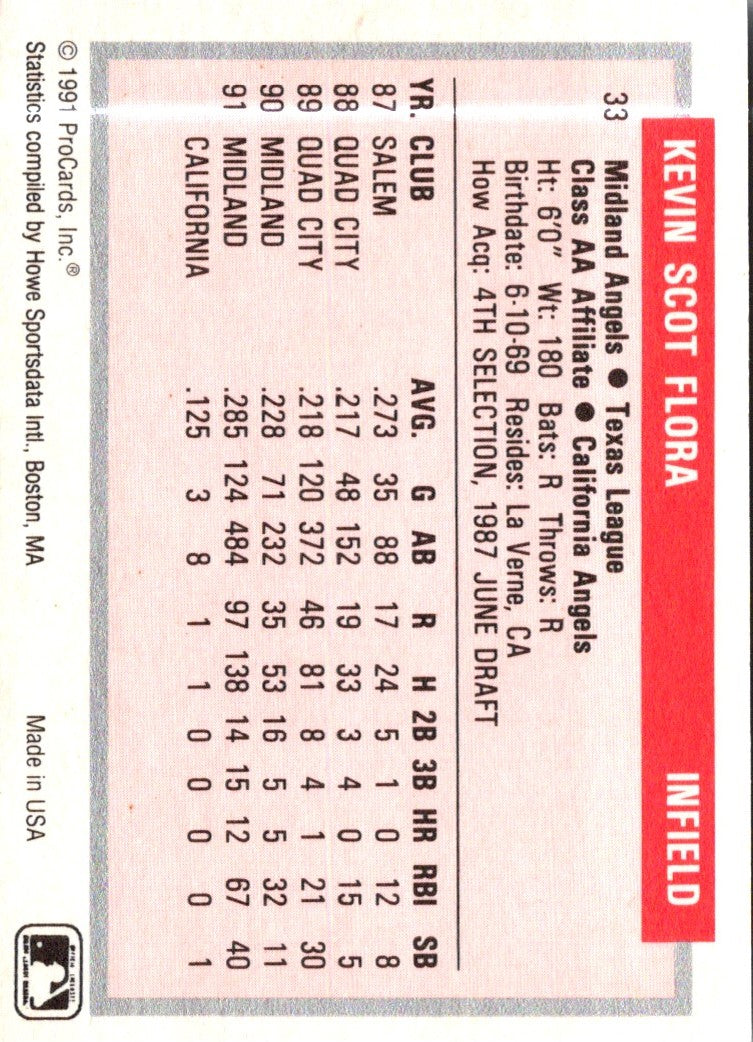 KEVIN SCOT FLORA INFIELD
33 Midland Angels ● Texas League
Class AA Affiliate ● California Angels
Ht: 6'0" Wt: 180 Bats: R Throws: R
Birthdate: 6-10-69 Resides: La Verne, CA
How Acq: 4TH SELECTION, 1987 JUNE DRAFT
YR. CLUB AVG. G AB R H 2B 3B HR RBI SB
87 SALEM .273 35 88 17 24 5 1 0 12 8
88 QUAD CITY .217 48 152 19 33 3 4 0 15 5
89 QUAD CITY .218 120 372 46 81 8 4 1 21 30
90 MIDLAND .228 71 232 35 53 16 5 5 32 11
91 MIDLAND .285 124 484 97 138 14 15 12 67 40
CALIFORNIA .125 3 8 1 1 0 0 0 0 1
© 1991 ProCards, Inc.®
Statistics compiled by Howe Sportsdata Intl., Boston, MA Made in USA